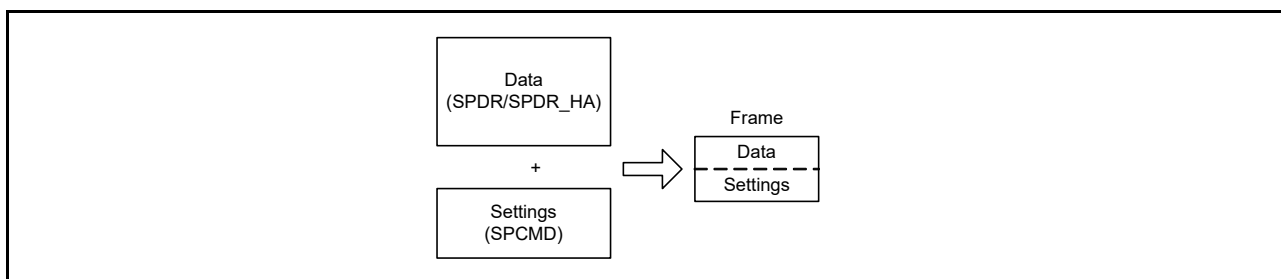 Data
(SPDR/SPDR_HA)
+
Settings
(SPCMD)
Frame
Data
Settings